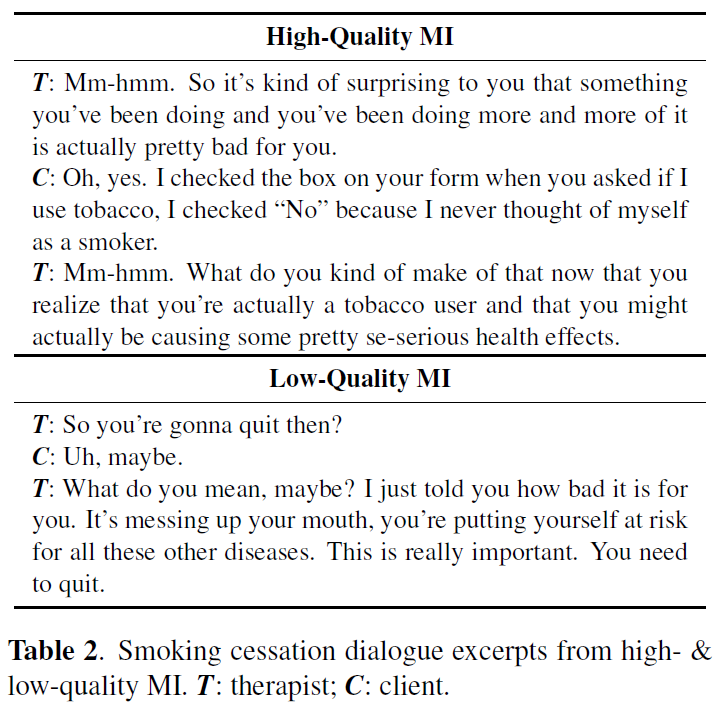 High-Quality MI
T: Mm-hmm. So it's kind of surprising to you that something
you've been doing and you've been doing more and more of it
is actually pretty bad for you.
C: Oh, yes. I checked the box on your form when you asked if I
use tobacco, I checked “No” because I never thought of myself
as a smoker.
T: Mm-hmm. What do you kind of make of that now that you
realize that you're actually a tobacco user and that you might
actually be causing some pretty se-serious health effects.
Low-Quality MI
T: So you're gonna quit then?
C: Uh, maybe.
T: What do you mean, maybe? I just told you how bad it is for
you. It's messing up your mouth, you're putting yourself at risk
for all these other diseases. This is really important. You need
to quit.
Table 2. Smoking cessation dialogue excerpts from high- &
low-quality MI. T: therapist; C: client.